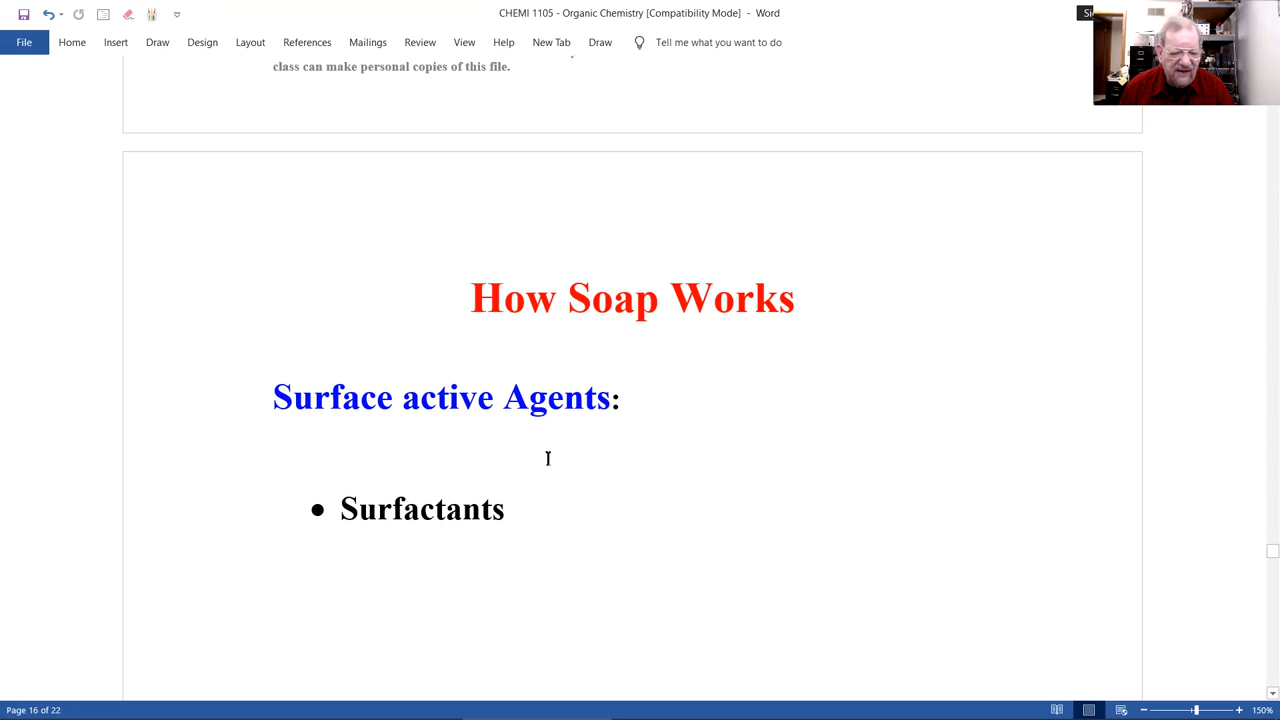 CHEMI 1105 - Organic Chemistry [Compatibility Mode] - Word
File Home Insert Draw Design Layout References Mailings Review View Help New Tab Draw Tell me what you want to do
class can make personal copies of this file.
How Soap Works
Surface active Agents:
• Surfactants
Page 16 of 22
150%